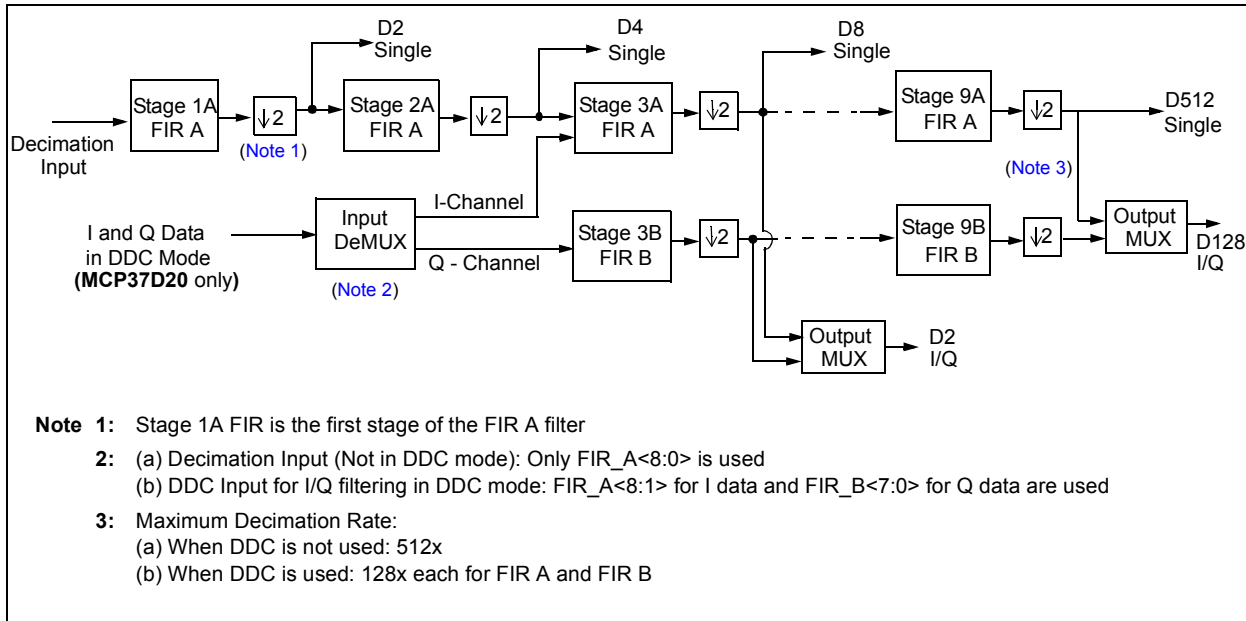 D2
Single
D4
Single
D8
Single
Stage 1A
FIR A
↓2
(Note 1)
Stage 2A
FIR A
↓2
Stage 3A
FIR A
↓2
Stage 9A
FIR A
↓2
(Note 3)
D512
Single
Decimation
Input
I and Q Data
in DDC Mode
(MCP37D20 only)
Input
DeMUX
(Note 2)
I-Channel
Q - Channel
Stage 3B
FIR B
↓2
Stage 9B
FIR B
↓2
Output
MUX
D128
I/Q
Output
MUX
D2
I/Q
Note 1: Stage 1A FIR is the first stage of the FIR A filter
2: (a) Decimation Input (Not in DDC mode): Only FIR_A<8:0> is used
(b) DDC Input for I/Q filtering in DDC mode: FIR_A<8:1> for I data and FIR_B<7:0> for Q data are used
3: Maximum Decimation Rate:
(a) When DDC is not used: 512x
(b) When DDC is used: 128x each for FIR A and FIR B